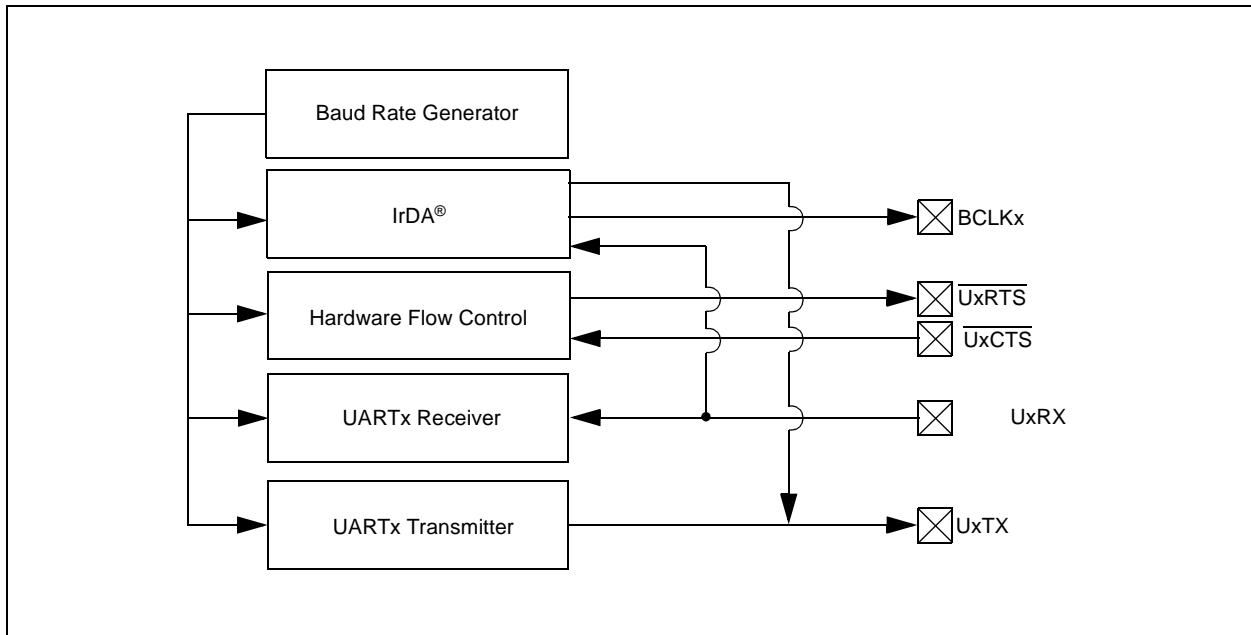 Baud Rate Generator
IrDA®
BCLKx
UxRTS
Hardware Flow Control
UxCTS
UARTx Receiver
UxRX
UARTx Transmitter
UxTX